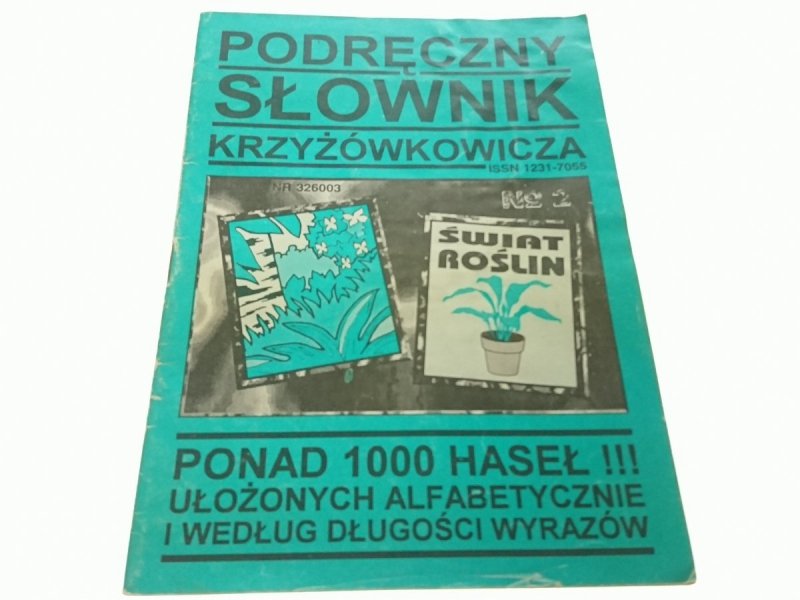 PODRĘCZNY
SŁOWNIK
KRZYŻÓWKOWICZA
ISSN 1231-7055
NR 326003
№ 2
ŚWIAT
ROŚLIN
PONAD 1000 HASEŁ !!!
UŁOŻONYCH ALFABETYCZNIE
I WEDŁUG DŁUGOŚCI WYRAZÓW